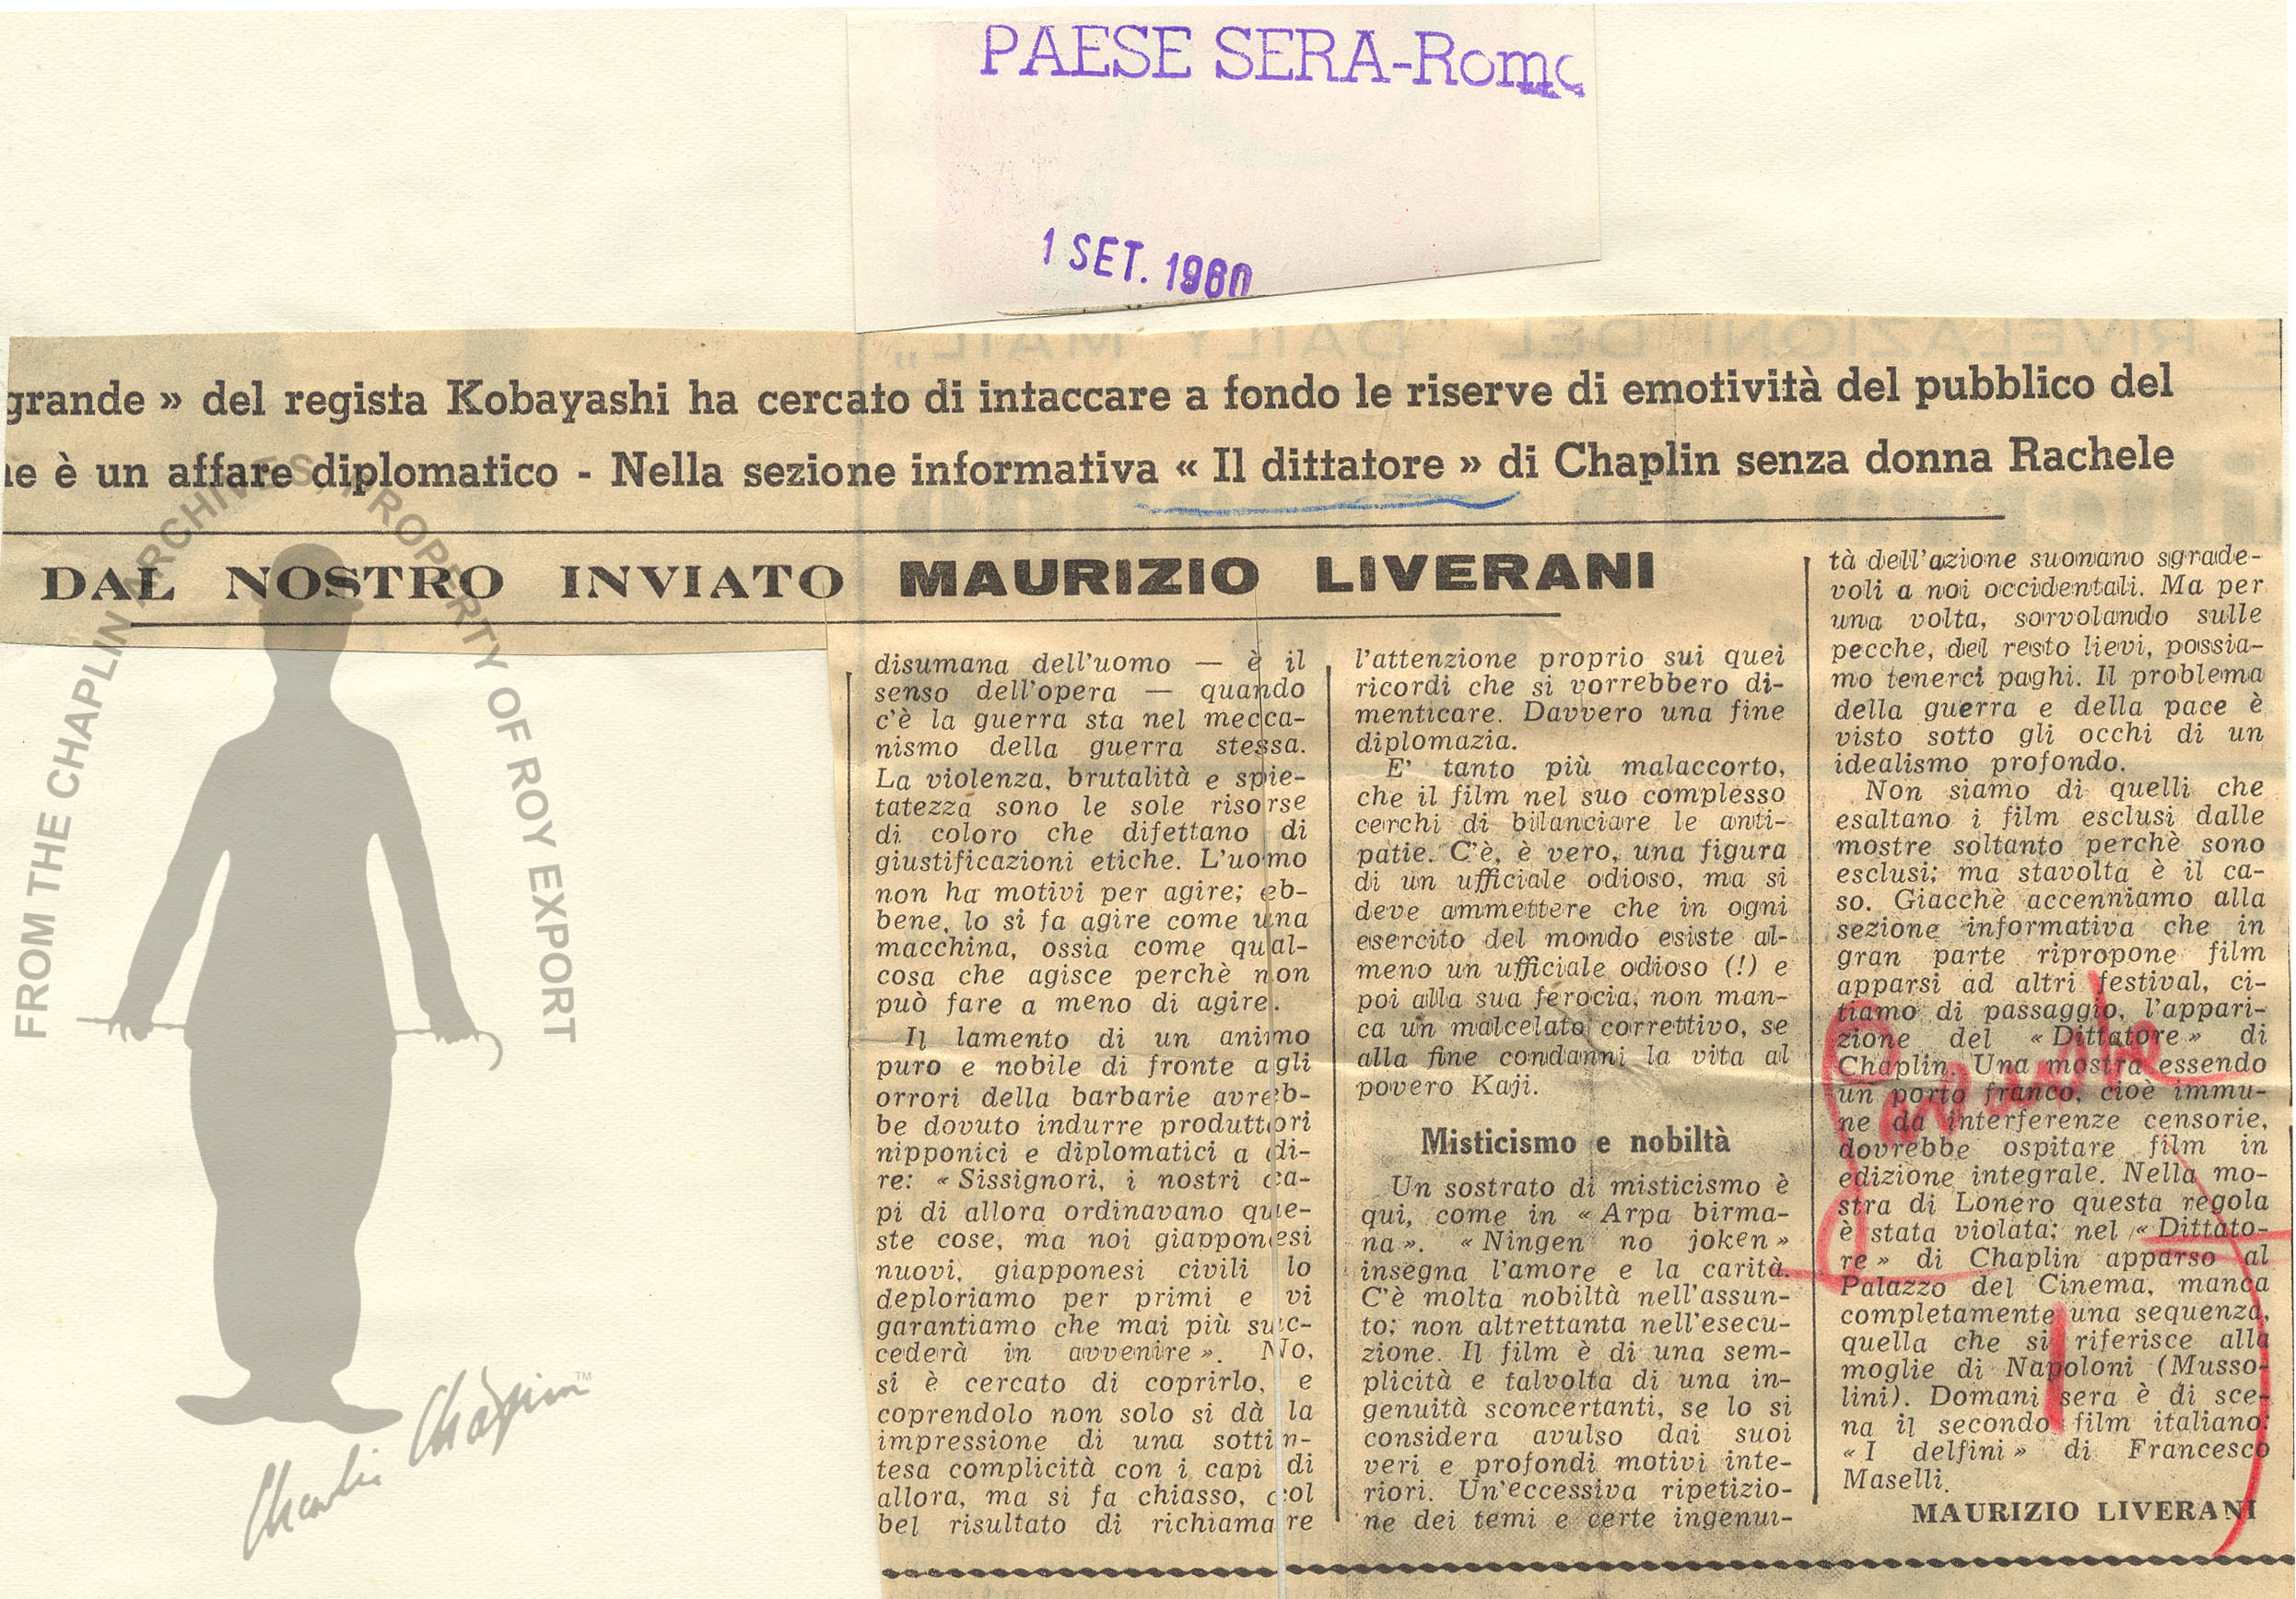 PAESE SERA-Roma
1 SET. 1960
grande » del regista Kobayashi ha cercato di intaccare a fondo le riserve di emotività del pubblico del
è un affare diplomatico - Nella sezione informativa « Il dittatore » di Chaplin senza donna Rachele
DAL NOSTRO INVIATO MAURIZIO LIVERANI
disumana dell'uomo — è il
senso dell'opera — quando
c'è la guerra sta nel mecca-
nismo della guerra stessa.
La violenza, brutalità e spie-
tatezza sono le sole risorse
di coloro che difettano di
giustificazioni etiche. L'uomo
non ha motivi per agire; eb-
bene, lo si fa agire come una
macchina, ossia come qual-
cosa che agisce perchè non
può fare a meno di agire.
Il lamento di un animo
puro e nobile di fronte agli
orrori della barbarie avreb-
be dovuto indurre produttori
nipponici e diplomatici a di-
re: « Sissignori, i nostri ca-
pi di allora ordinavano que-
ste cose, ma noi giapponesi
nuovi, giapponesi civili lo
deploriamo per primi e vi
garantiamo che mai più suc-
cederà in avvenire ». No,
si è cercato di coprirlo, e
coprendolo non solo si dà la
impressione di una sottin-
tesa complicità con i capi di
allora, ma si fa chiasso, col
bel risultato di richiamare
l'attenzione proprio sui quei
ricordi che si vorrebbero di-
menticare. Davvero una fine
diplomazia.
E' tanto più malaccorto,
che il film nel suo complesso
cerchi di bilanciare le anti-
patie. C'è, è vero, una figura
di un ufficiale odioso, ma si
deve ammettere che in ogni
esercito del mondo esiste al-
meno un ufficiale odioso (!) e
poi alla sua ferocia, non man-
ca un malcelato correttivo, se
alla fine condanni la vita al
povero Kaji.
Misticismo e nobiltà
Un sostrato di misticismo è
qui, come in « Arpa birma-
na ». « Ningen no joken »
insegna l'amore e la carità.
C'è molta nobiltà nell'assun-
to; non altrettanta nell'esecu-
zione. Il film è di una sem-
plicità e talvolta di una in-
genuità sconcertanti, se lo si
considera avulso dai suoi
veri e profondi motivi inte-
riori. Un'eccessiva ripetizio-
ne dei temi e certe ingenui-
tà dell'azione suonano sgrade-
voli a noi occidentali. Ma per
una volta, sorvolando sulle
pecche, del resto lievi, possia-
mo tenerci paghi. Il problema
della guerra e della pace è
visto sotto gli occhi di un
idealismo profondo.
Non siamo di quelli che
esaltano i film esclusi dalle
mostre soltanto perchè sono
esclusi; ma stavolta è il ca-
so. Giacchè accenniamo alla
sezione informativa che in
gran parte ripropone film
apparsi ad altri festival, ci-
tiamo di passaggio, l'appari-
zione del « Dittatore » di
Chaplin. Una mostra essendo
un porto franco, cioè immu-
ne da interferenze censorie,
dovrebbe ospitare film in
edizione integrale. Nella mo-
stra di Lonero questa regola
è stata violata; nel « Dittato-
re » di Chaplin apparso al
Palazzo del Cinema, manca
completamente una sequenza,
quella che si riferisce alla
moglie di Napoloni (Musso-
lini). Domani sera è di sce-
na il secondo film italiano:
« I delfini » di Francesco
Maselli.
MAURIZIO LIVERANI
FROM THE CHAPLIN ARCHIVES, PROPERTY OF ROY EXPORT
Charlie Chaplin™